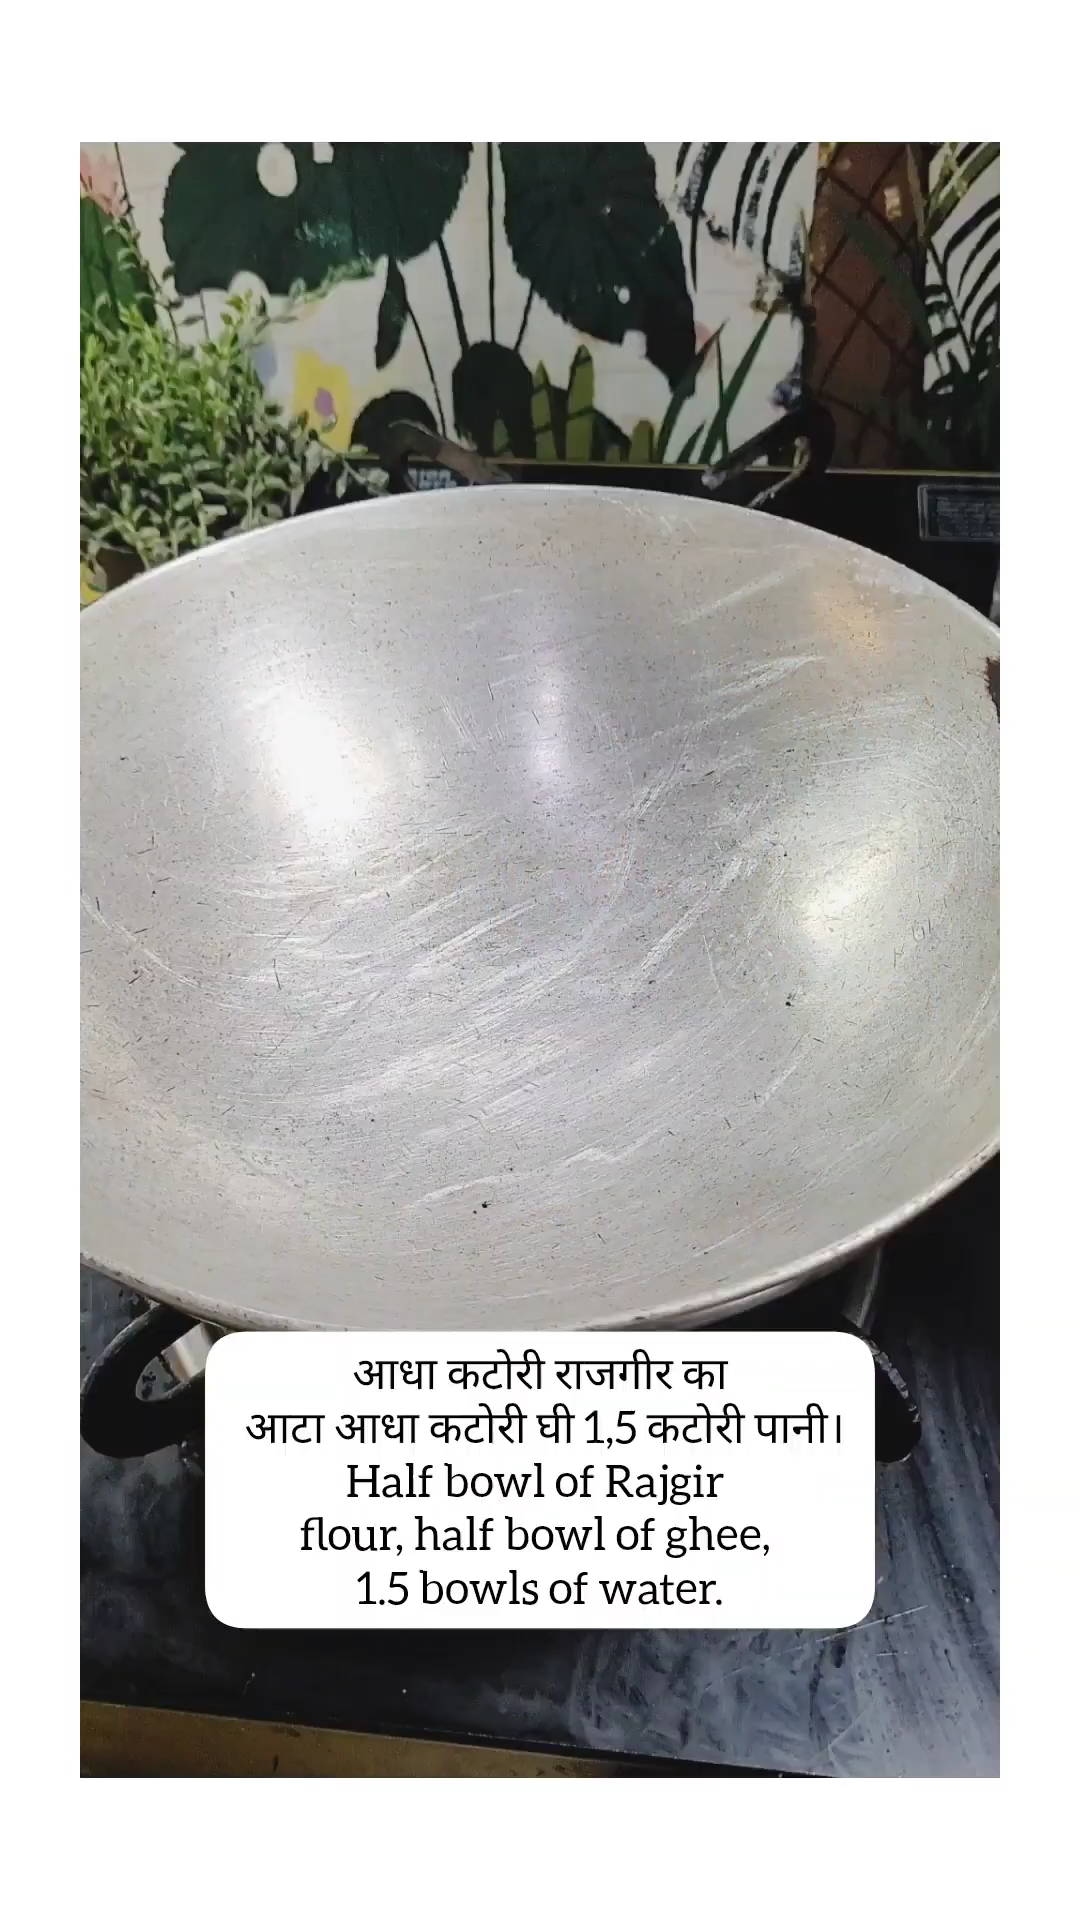 आधा कटोरी राजगीर का
आटा आधा कटोरी घी 1,5 कटोरी पानी।
Half bowl of Rajgir
flour, half bowl of ghee,
1.5 bowls of water.